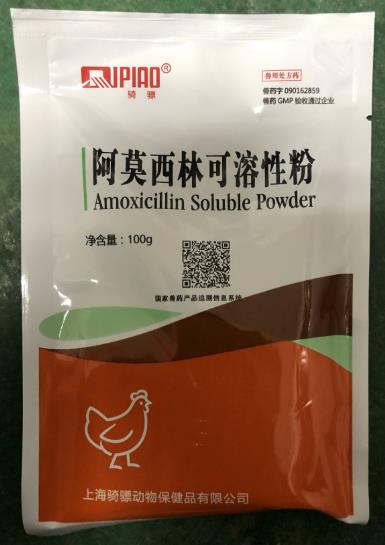 QIPIAO®
骑骠
兽用处方药
兽药字 090162859
兽药 GMP 验收通过企业
阿莫西林可溶性粉
Amoxicillin Soluble Powder
净含量：100g
国家兽药产品追溯信息系统
上海骑骠动物保健品有限公司